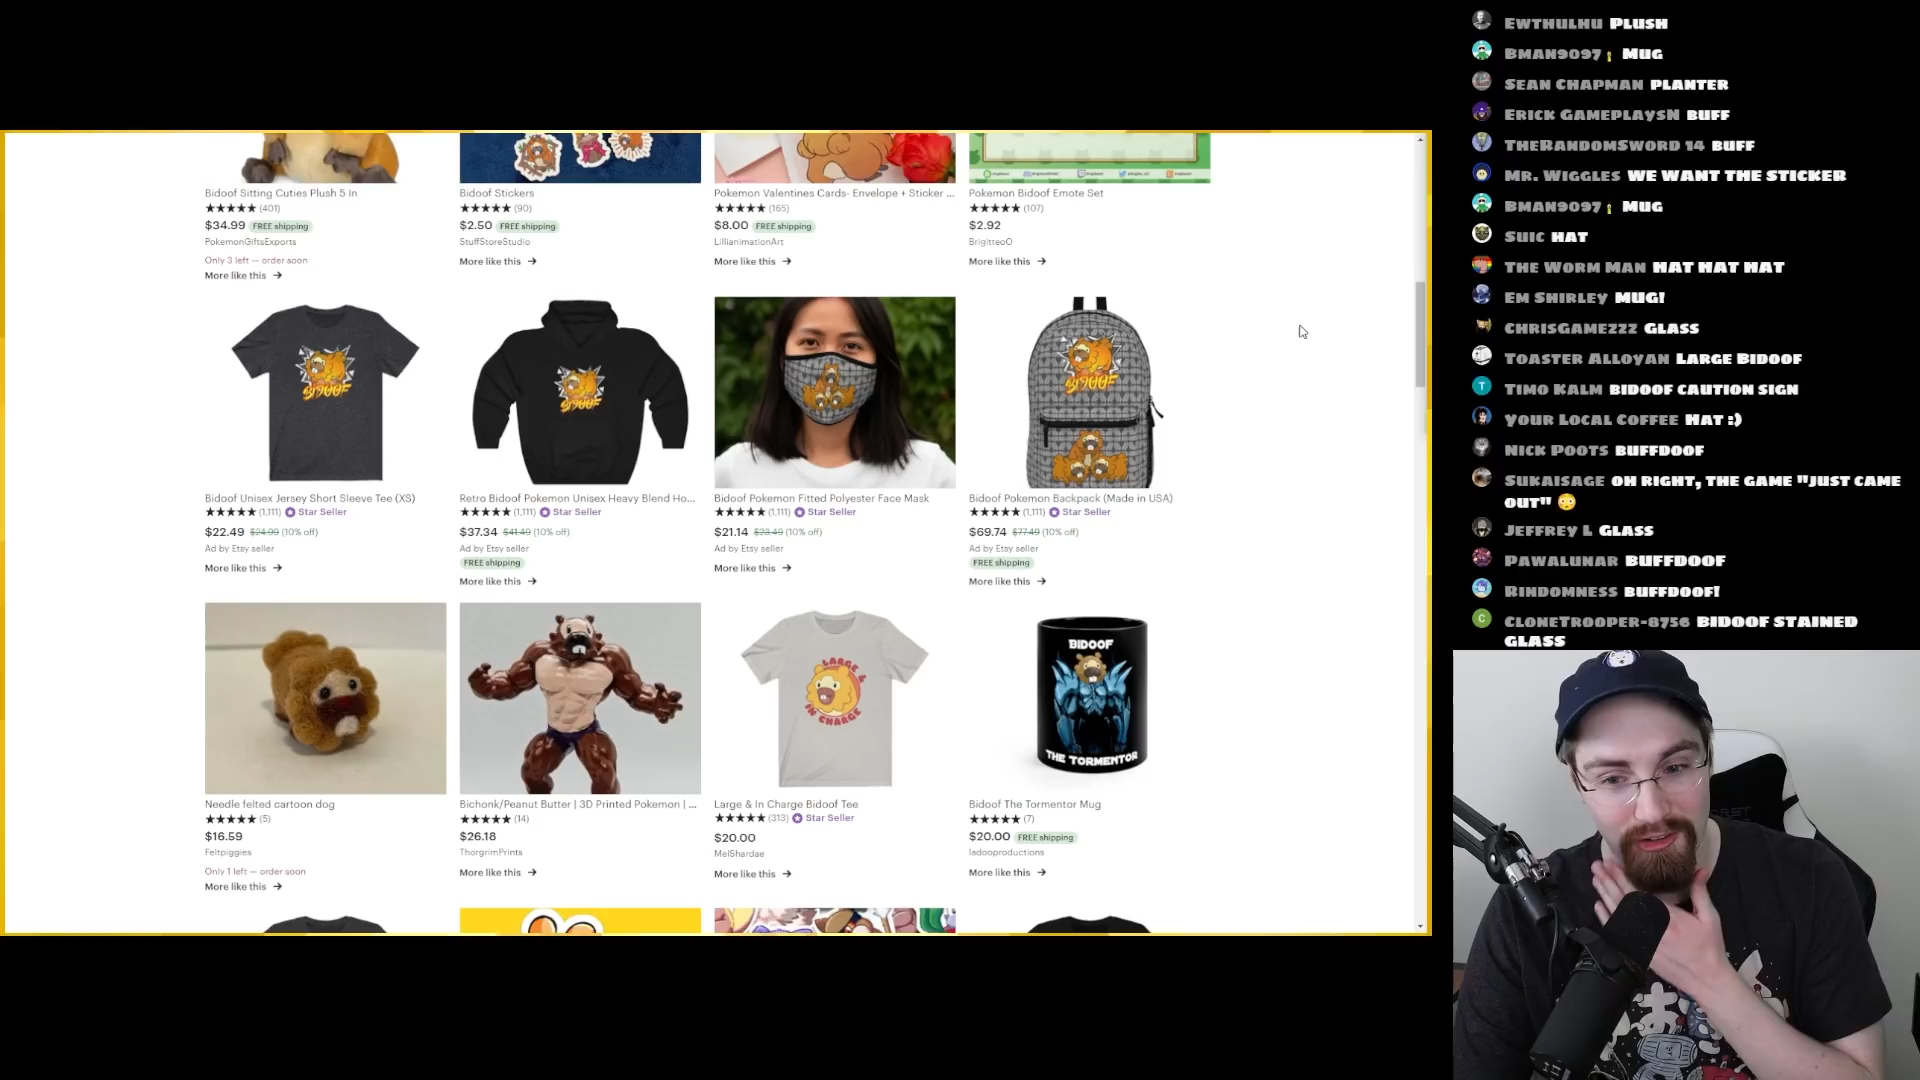 Bidoof Sitting Cuties Plush 5 In
★★★★★ (401)
$34.99 FREE shipping
PokemonGiftsExports
Only 3 left — order soon
More like this →
Bidoof Stickers
★★★★★ (90)
$2.50 FREE shipping
StuffStoreStudio
More like this →
Pokemon Valentines Cards- Envelope + Sticker ...
★★★★★ (165)
$8.00 FREE shipping
LillianimationArt
More like this →
Pokemon Bidoof Emote Set
★★★★★ (107)
$2.92
BrigitteoO
More like this →
BIDOOF
Bidoof Unisex Jersey Short Sleeve Tee (XS)
★★★★★ (1,111) Star Seller
$22.49 $24.99 (10% off)
Ad by Etsy seller
More like this →
BIDOOF
Retro Bidoof Pokemon Unisex Heavy Blend Ho...
★★★★★ (1,111) Star Seller
$37.34 $41.49 (10% off)
Ad by Etsy seller
FREE shipping
More like this →
Bidoof Pokemon Fitted Polyester Face Mask
★★★★★ (1,111) Star Seller
$21.14 $23.49 (10% off)
Ad by Etsy seller
More like this →
BIDOOF
Bidoof Pokemon Backpack (Made in USA)
★★★★★ (1,111) Star Seller
$69.74 $77.49 (10% off)
Ad by Etsy seller
FREE shipping
More like this →
Needle felted cartoon dog
★★★★★ (5)
$16.59
Feltpiggies
Only 1 left — order soon
More like this →
Bichonk/Peanut Butter | 3D Printed Pokemon | ...
★★★★★ (14)
$26.18
ThorgrimPrints
More like this →
LARGE &
IN CHARGE
Large & In Charge Bidoof Tee
★★★★★ (313) Star Seller
$20.00
MelShardae
More like this →
BIDOOF
THE TORMENTOR
Bidoof The Tormentor Mug
★★★★★ (7)
$20.00 FREE shipping
ladooproductions
More like this →
EWTHULHU PLUSH
BMAN9097 MUG
SEAN CHAPMAN PLANTER
ERICK GAMEPLAYSN BUFF
THERANDOMSWORD 14 BUFF
MR. WIGGLES WE WANT THE STICKER
BMAN9097 MUG
SUIC HAT
THE WORM MAN HAT HAT HAT
EM SHIRLEY MUG!
CHRISGAMEZZZ GLASS
TOASTER ALLOYAN LARGE BIDOOF
T
TIMO KALM BIDOOF CAUTION SIGN
YOUR LOCAL COFFEE HAT :)
NICK POOTS BUFFDOOF
SUKAISAGE OH RIGHT, THE GAME "JUST CAME
OUT" 😳
JEFFREY L GLASS
PAWALUNAR BUFFDOOF
RINDOMNESS BUFFDOOF!
C
CLONETROOPER-8756 BIDOOF STAINED
GLASS